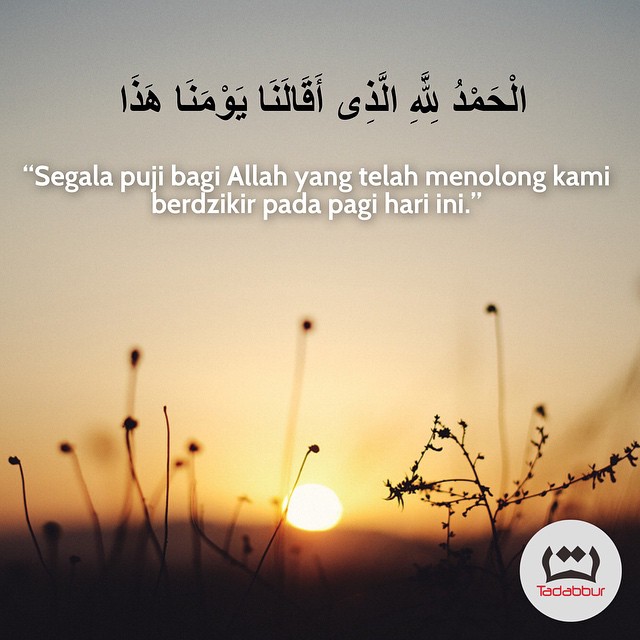 الْحَمْدُ لِلَّهِ الَّذِى أَقَالَنَا يَوْمَنَا هَذَا
“Segala puji bagi Allah yang telah menolong kami
berdzikir pada pagi hari ini.”
Tadabbur